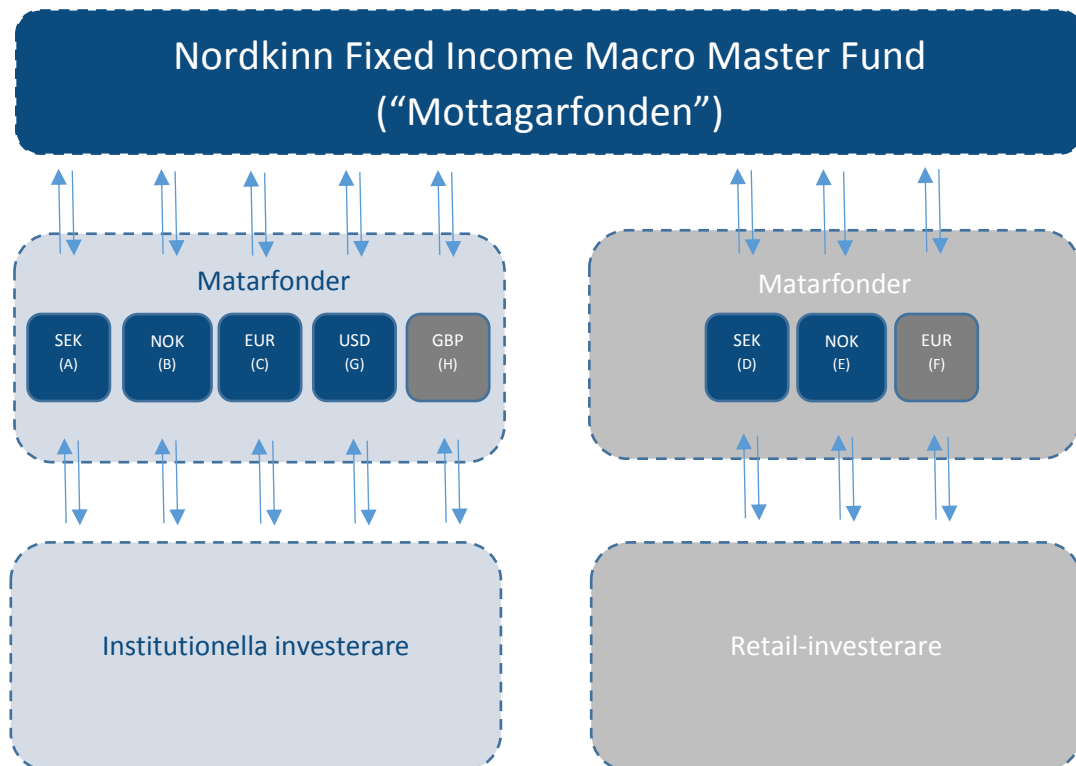 Nordkinn Fixed Income Macro Master Fund
(“Mottagarfonden”)
Matarfonder
SEK
(A)
NOK
(B)
EUR
(C)
USD
(G)
GBP
(H)
Matarfonder
SEK
(D)
NOK
(E)
EUR
(F)
Institutionella investerare
Retail-investerare